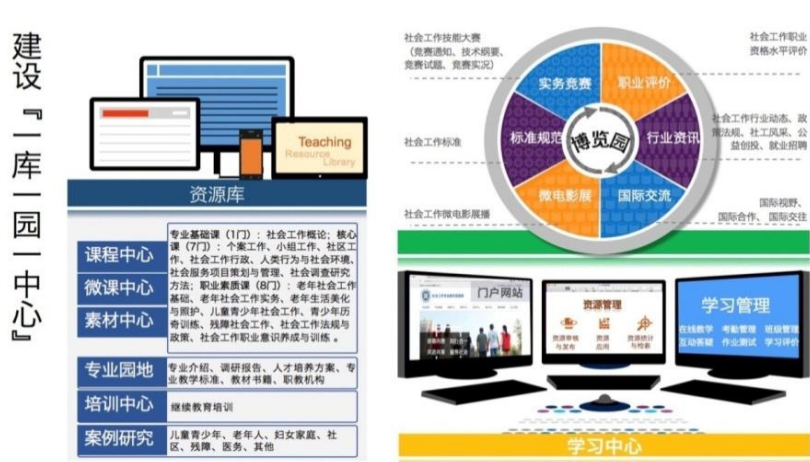 建设『一库一园一中心』
Teaching
Resource
Library
资源库
课程中心
微课中心
素材中心
专业基础课（1门）：社会工作概论；核心
课（7门）：个案工作、小组工作、社区工
作、社会工作行政、人类行为与社会环境、
社会服务项目策划与管理、社会调查研究
方法；职业素质课（8门）：老年社会工作
基础、老年社会工作实务、老年生活美化
与照护、儿童青少年社会工作、青少年历
奇训练、残障社会工作、社会工作法规与
政策、社会工作职业意识养成与训练 。
专业园地
专业介绍、调研报告、人才培养方案、专
业教学标准、教材书籍、职教机构
培训中心
继续教育培训
案例研究
儿童青少年、老年人、妇女家庭、社
区、残障、医务、其他
社会工作技能大赛
（竞赛通知、技术纲要、
竞赛试题、竞赛实况）
社会工作标准
社会工作微电影展播
实务竞赛
职业评价
标准规范
博览园
行业资讯
微电影展
国际交流
社会工作职业
资格水平评价
社会工作行业动态、政
策法规、社工风采、公
益创投、就业招聘
国际视野、
国际合作、 国际交往
门户网站
资源管理
资源审核
与发布
资源
应用
资源统计
与检索
学习管理
在线教学 考勤管理 班级管理
互动答疑 作业测试 学习评价
学习中心